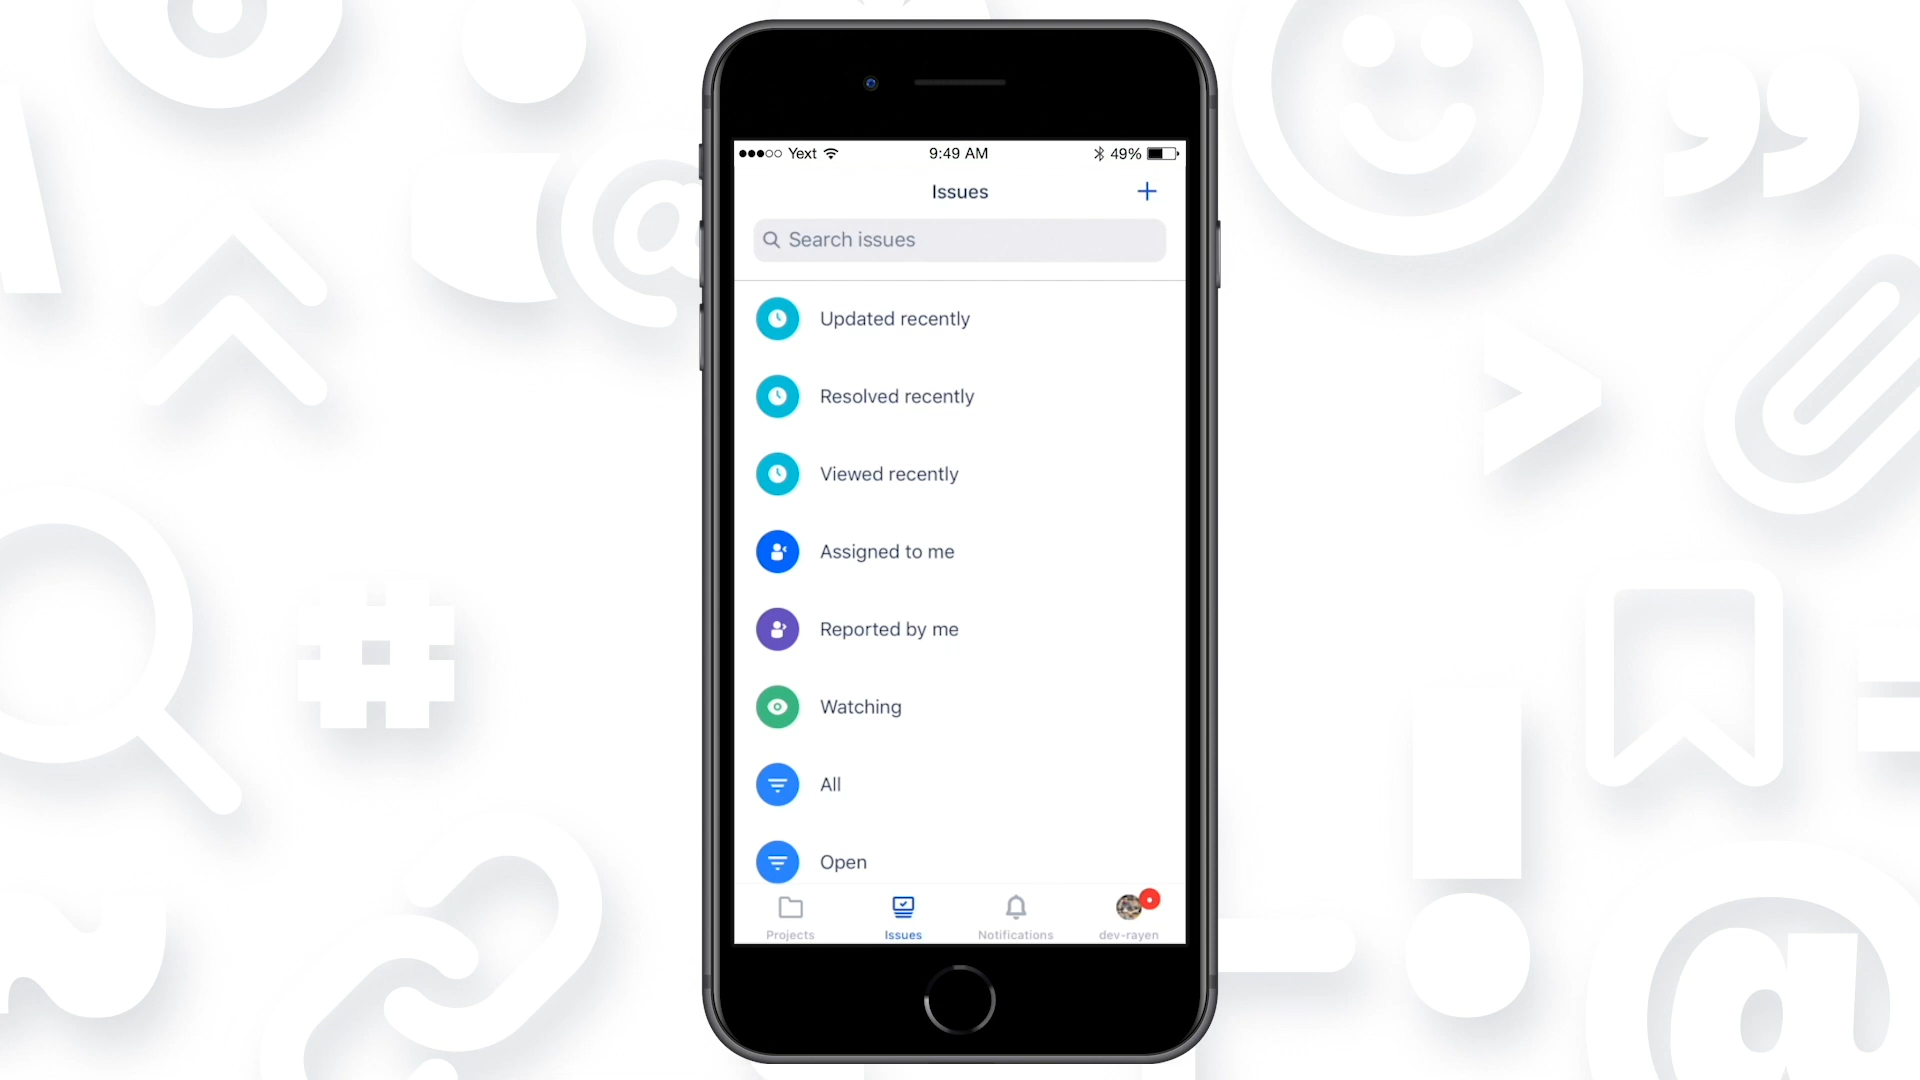 Yext 9:49 AM 49%
Issues
Search issues
Updated recently
Resolved recently
Viewed recently
Assigned to me
Reported by me
Watching
All
Open
Projects Issues Notifications dev-rayen